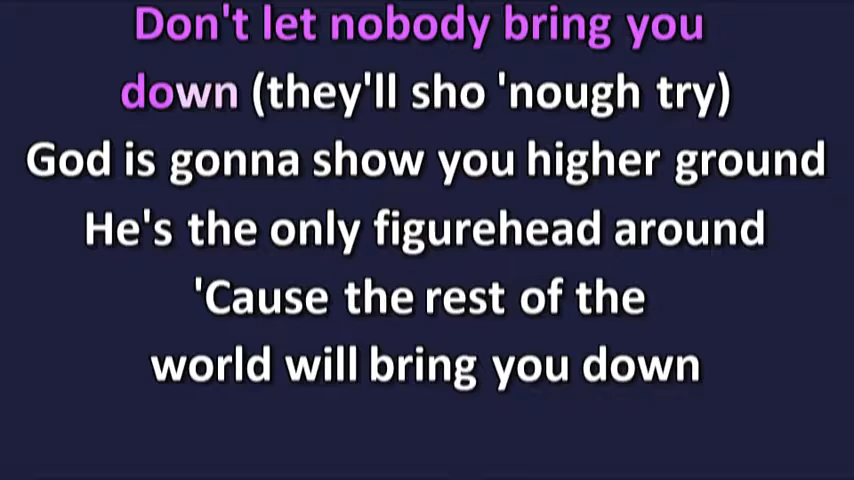 Don't let nobody bring you
down (they'll sho 'nough try)
God is gonna show you higher ground
He's the only figurehead around
'Cause the rest of the
world will bring you down